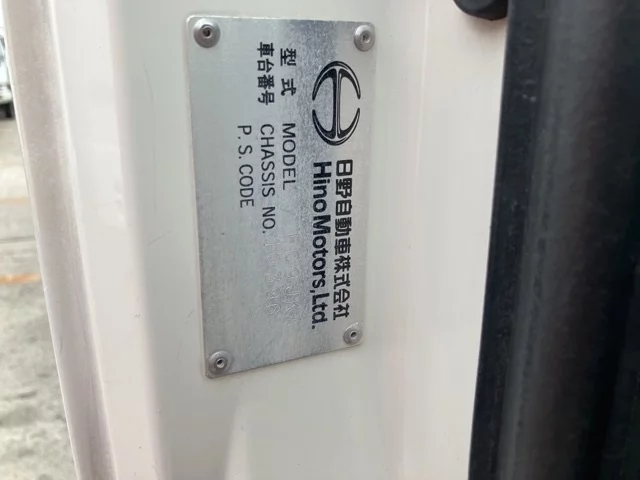 日野自動車株式会社
Hino Motors, Ltd.
型式 MODEL
車台番号 CHASSIS NO.
P. S. CODE